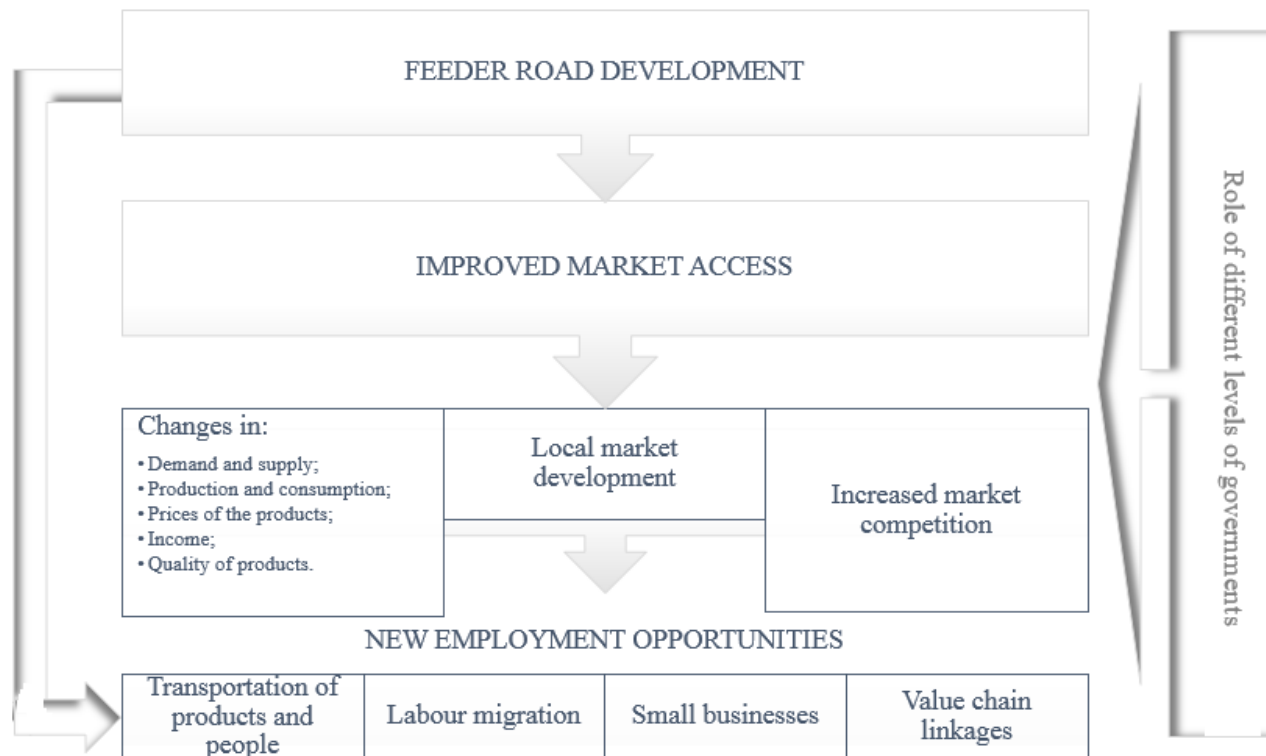 FEEDER ROAD DEVELOPMENT
IMPROVED MARKET ACCESS
Changes in:
• Demand and supply;
• Production and consumption;
• Prices of the products;
• Income;
• Quality of products.
Local market
development
Increased market
competition
NEW EMPLOYMENT OPPORTUNITIES
Transportation of
products and
people
Labour migration
Small businesses
Value chain
linkages
Role of different levels of governments